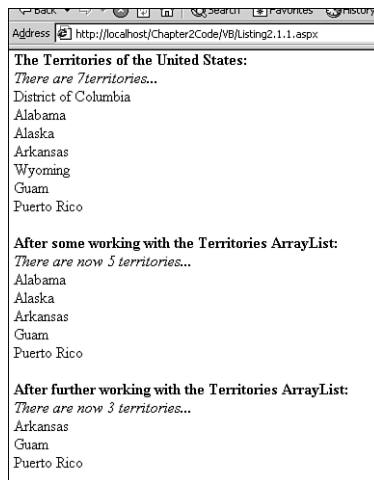 Back Search Favorites History
Address http://localhost/Chapter2Code/VB/Listing2.1.1.aspx
The Territories of the United States:
There are 7territories...
District of Columbia
Alabama
Alaska
Arkansas
Wyoming
Guam
Puerto Rico
After some working with the Territories ArrayList:
There are now 5 territories...
Alabama
Alaska
Arkansas
Guam
Puerto Rico
After further working with the Territories ArrayList:
There are now 3 territories...
Arkansas
Guam
Puerto Rico